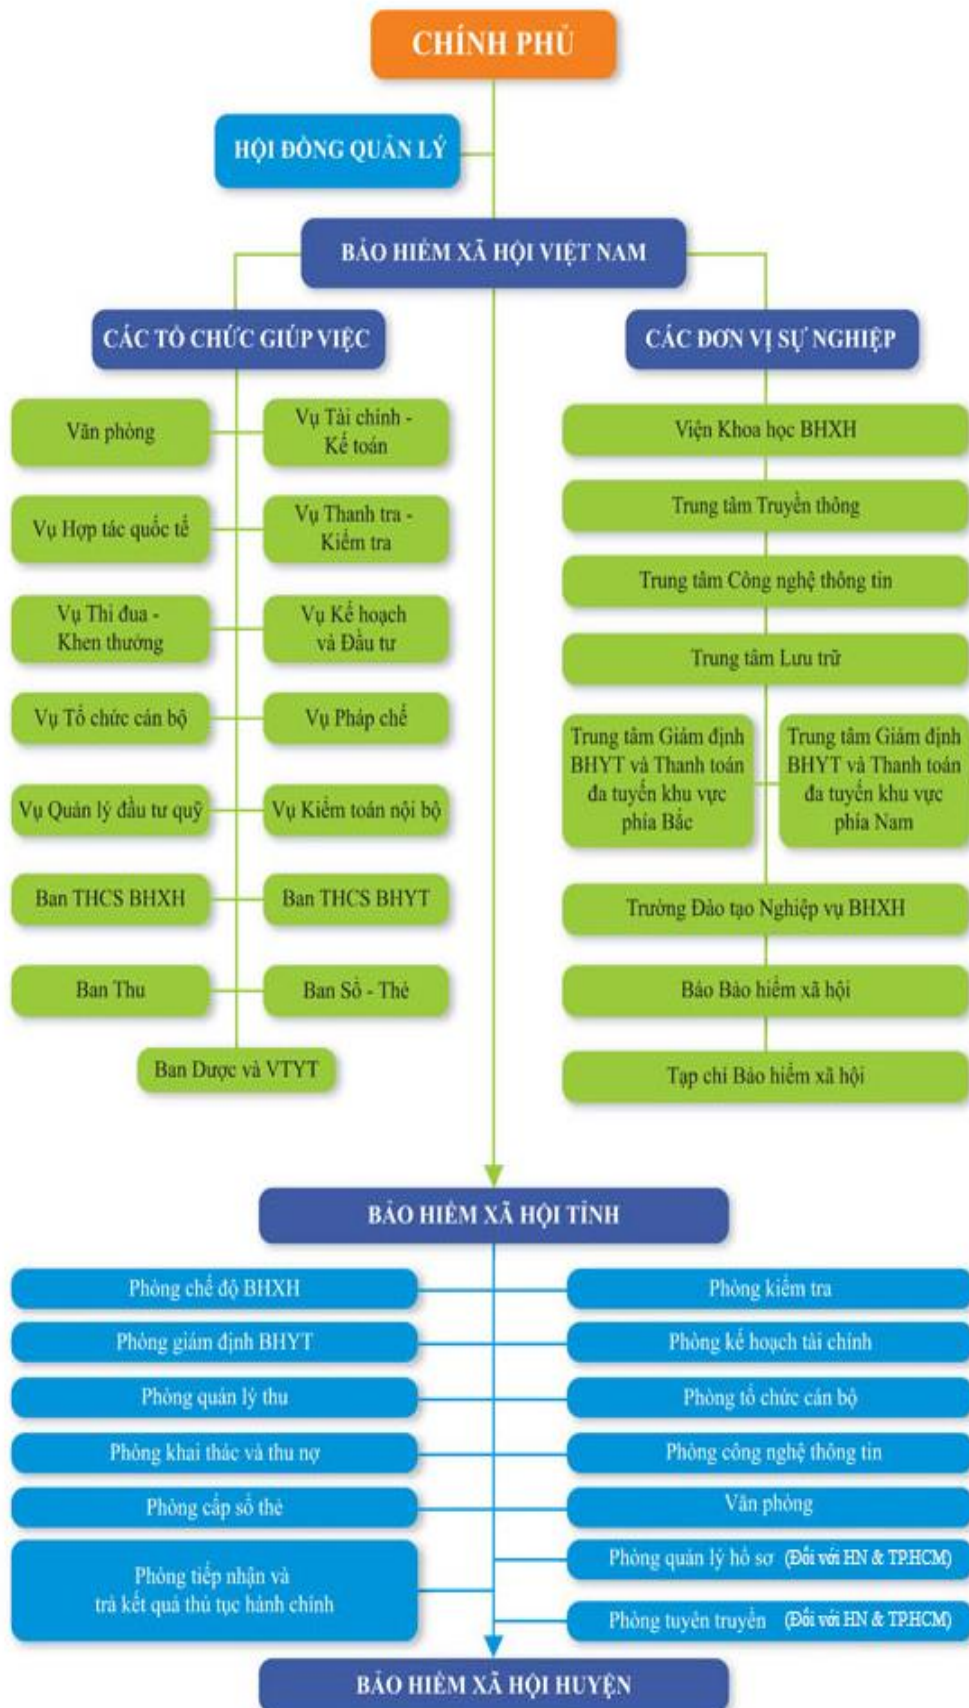 CHÍNH PHỦ
HỘI ĐỒNG QUẢN LÝ
BẢO HIỂM XÃ HỘI VIỆT NAM
CÁC TỔ CHỨC GIÚP VIỆC
Văn phòng
Vụ Tài chính -
Kế toán
Vụ Hợp tác quốc tế
Vụ Thanh tra -
Kiểm tra
Vụ Thi đua -
Khen thưởng
Vụ Kế hoạch
và Đầu tư
Vụ Tổ chức cán bộ
Vụ Pháp chế
Vụ Quản lý đầu tư quỹ
Vụ Kiểm toán nội bộ
Ban THCS BHXH
Ban THCS BHYT
Ban Thu
Ban Sổ - Thẻ
Ban Dược và VTYT
CÁC ĐƠN VỊ SỰ NGHIỆP
Viện Khoa học BHXH
Trung tâm Truyền thông
Trung tâm Công nghệ thông tin
Trung tâm Lưu trữ
Trung tâm Giám định
BHYT và Thanh toán
đa tuyến khu vực
phía Bắc
Trung tâm Giám định
BHYT và Thanh toán
đa tuyến khu vực
phía Nam
Trường Đào tạo Nghiệp vụ BHXH
Báo Bảo hiểm xã hội
Tạp chí Bảo hiểm xã hội
BẢO HIỂM XÃ HỘI TỈNH
Phòng chế độ BHXH
Phòng kiểm tra
Phòng giám định BHYT
Phòng kế hoạch tài chính
Phòng quản lý thu
Phòng tổ chức cán bộ
Phòng khai thác và thu nợ
Phòng công nghệ thông tin
Phòng cấp sổ thẻ
Văn phòng
Phòng tiếp nhận và
trả kết quả thủ tục hành chính
Phòng quản lý hồ sơ (Đối với HN & TP.HCM)
Phòng tuyên truyền (Đối với HN & TP.HCM)
BẢO HIỂM XÃ HỘI HUYỆN